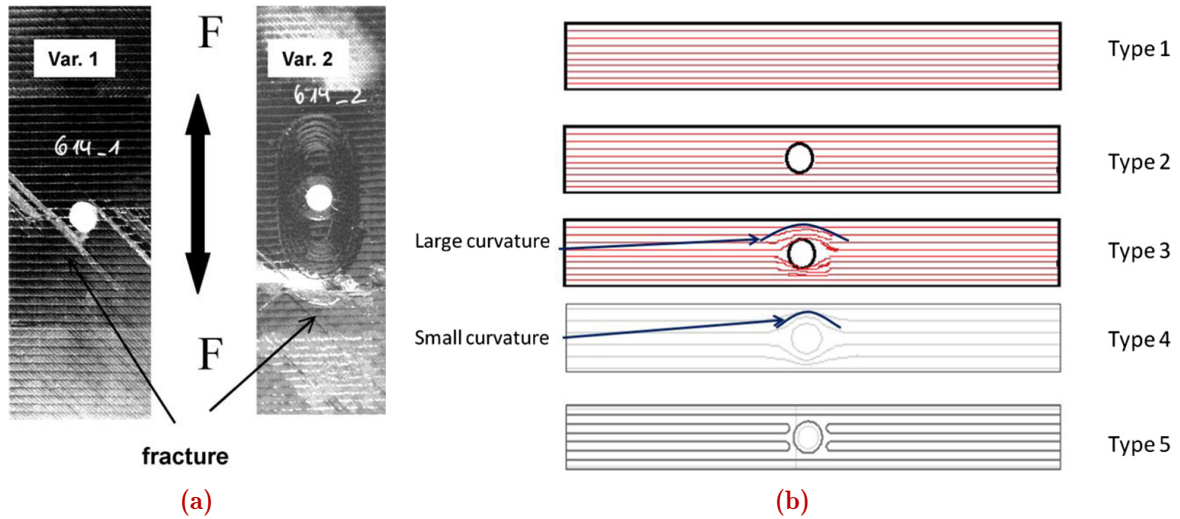 F
Var. 1
Var. 2
614_1
614_2
F
fracture
(a)
Type 1
Type 2
Large curvature
Type 3
Small curvature
Type 4
Type 5
(b)